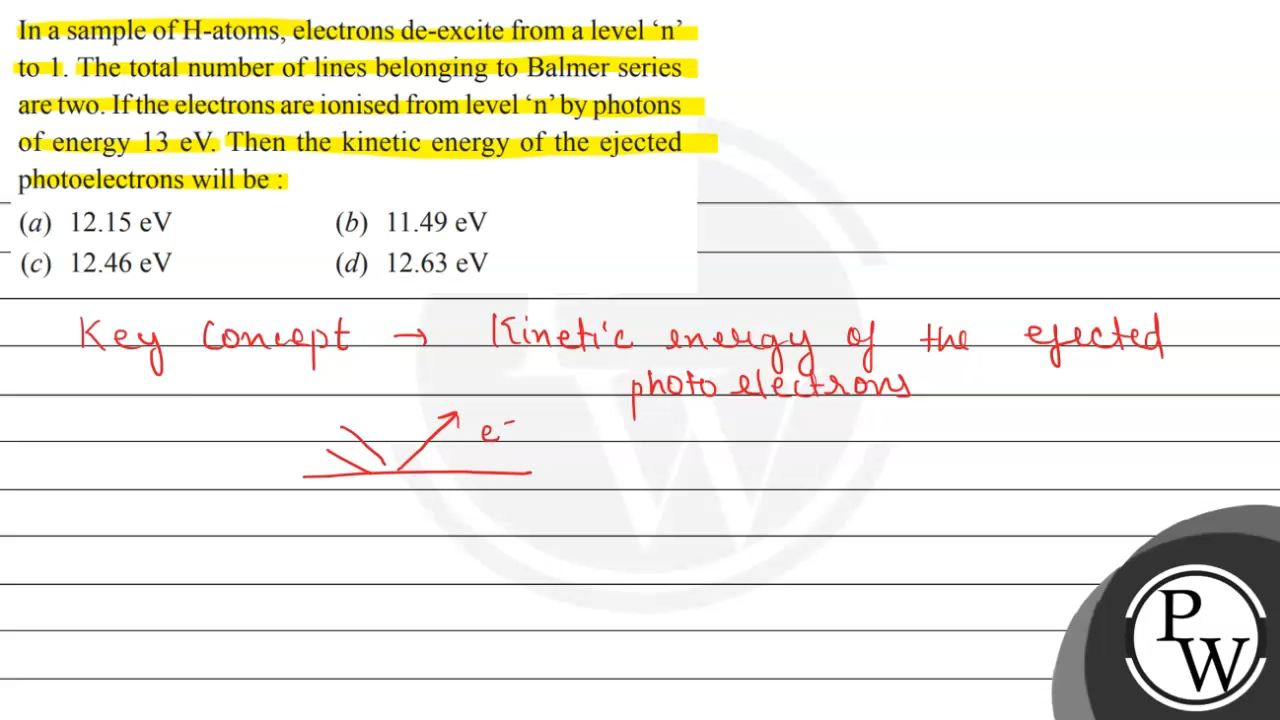 In a sample of H-atoms, electrons de-excite from a level ‘n’
to 1. The total number of lines belonging to Balmer series
are two. If the electrons are ionised from level ‘n’ by photons
of energy 13 eV. Then the kinetic energy of the ejected
photoelectrons will be :
(a) 12.15 eV (b) 11.49 eV
(c) 12.46 eV (d) 12.63 eV
Key concept → Kinetic energy of the ejected
photo electrons
e⁻
P
W